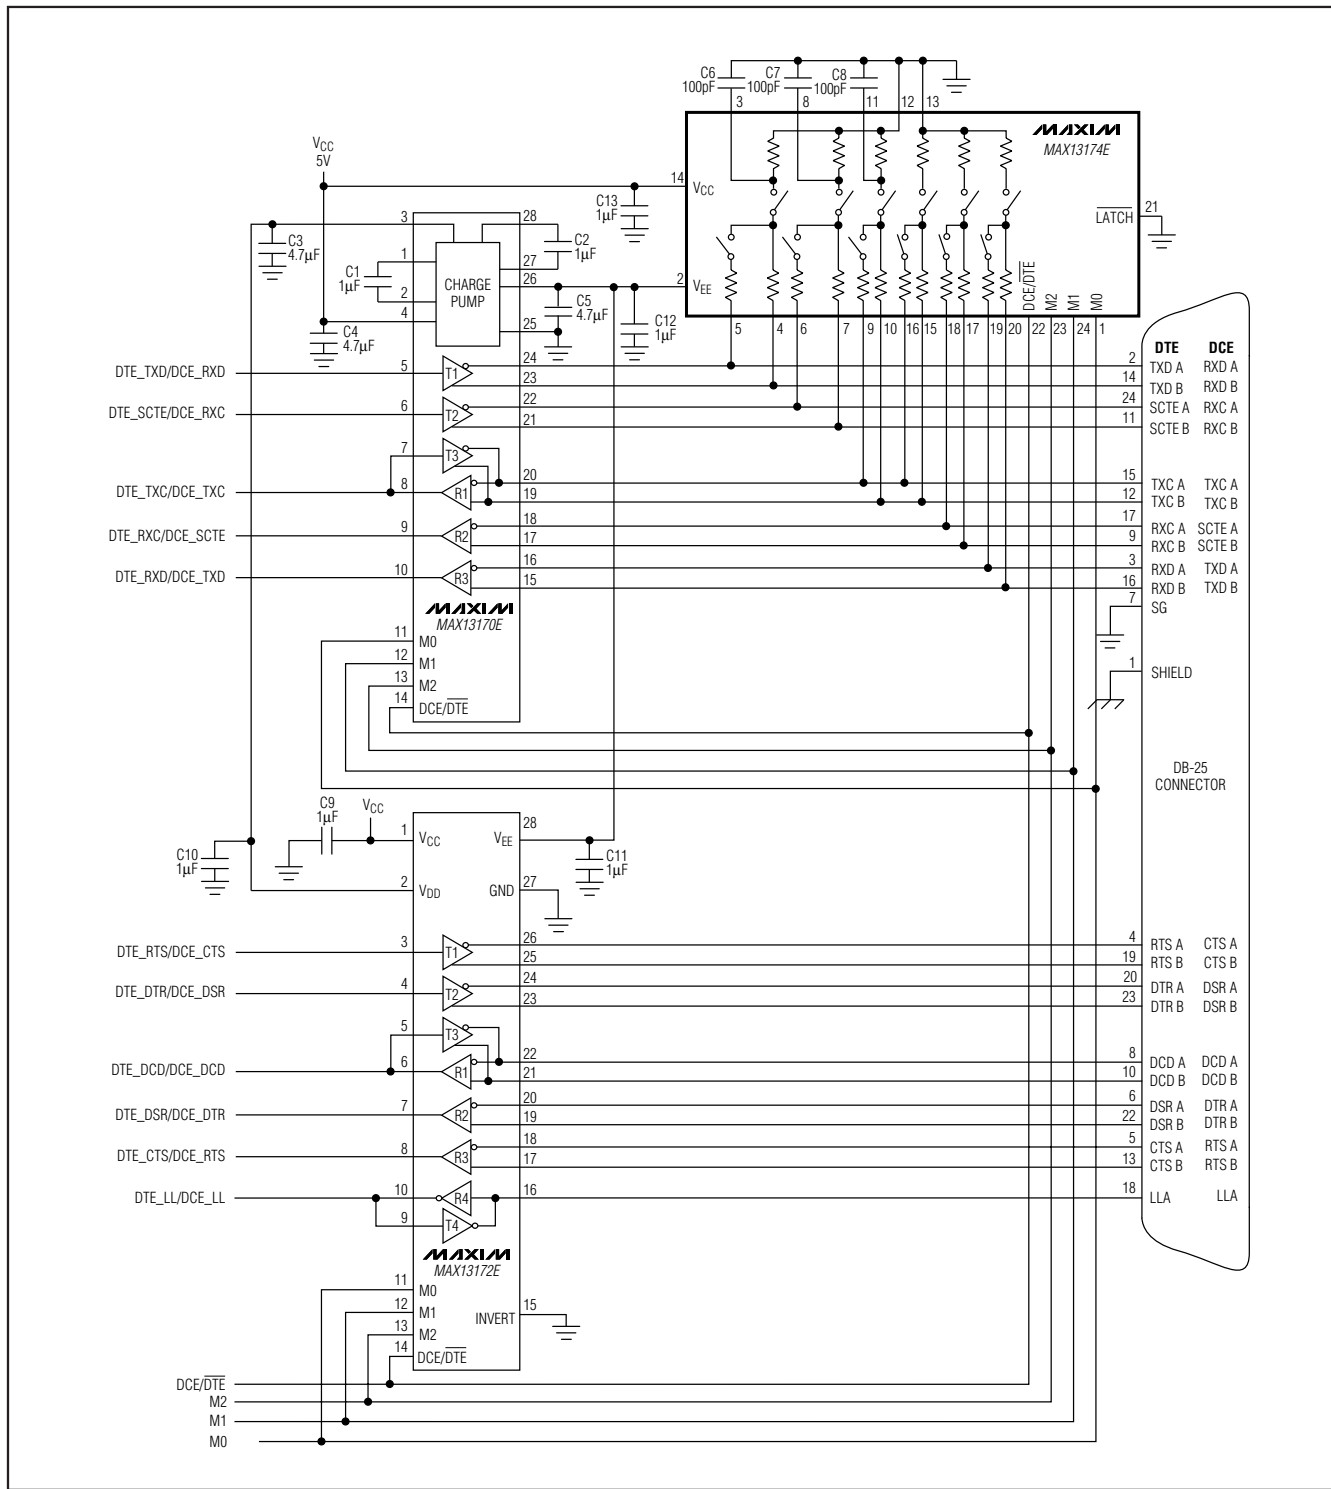 C6
100pF
C7
100pF
C8
100pF
3
8
11
12
13
MAXIM
MAX13174E
VCC
5V
14
VCC
C13
1µF
LATCH
21
3
28
C3
4.7µF
C2
1µF
1
27
C1
1µF
CHARGE
PUMP
26
2
VEE
2
4
C5
4.7µF
C12
1µF
25
C4
4.7µF
DCE/DTE
M2
M1
M0
5
4
6
7
9
10
16
15
18
17
19
20
22
23
24
1
DTE DCE
DTE_TXD/DCE_RXD
5
T1
24
2
TXD A RXD A
23
14
TXD B RXD B
DTE_SCTE/DCE_RXC
6
T2
22
24
SCTE A RXC A
21
11
SCTE B RXC B
7
T3
DTE_TXC/DCE_TXC
8
R1
20
15
TXC A TXC A
19
12
TXC B TXC B
DTE_RXC/DCE_SCTE
9
R2
18
17
RXC A SCTE A
17
9
RXC B SCTE B
DTE_RXD/DCE_TXD
10
R3
16
3
RXD A TXD A
15
16
RXD B TXD B
7
SG
MAXIM
MAX13170E
11
M0
12
M1
13
M2
14
DCE/DTE
1
SHIELD
DB-25
CONNECTOR
C9
1µF
VCC
1
VCC
VEE
28
C10
1µF
C11
1µF
2
VDD
GND
27
DTE_RTS/DCE_CTS
3
T1
26
4
RTS A CTS A
25
19
RTS B CTS B
DTE_DTR/DCE_DSR
4
T2
24
20
DTR A DSR A
23
23
DTR B DSR B
5
T3
DTE_DCD/DCE_DCD
6
R1
22
8
DCD A DCD A
21
10
DCD B DCD B
DTE_DSR/DCE_DTR
7
R2
20
6
DSR A DTR A
19
22
DSR B DTR B
DTE_CTS/DCE_RTS
8
R3
18
5
CTS A RTS A
17
13
CTS B RTS B
DTE_LL/DCE_LL
10
R4
16
18
LLA LLA
9
T4
MAXIM
MAX13172E
11
M0
12
M1
INVERT
15
13
M2
14
DCE/DTE
DCE/DTE
M2
M1
M0